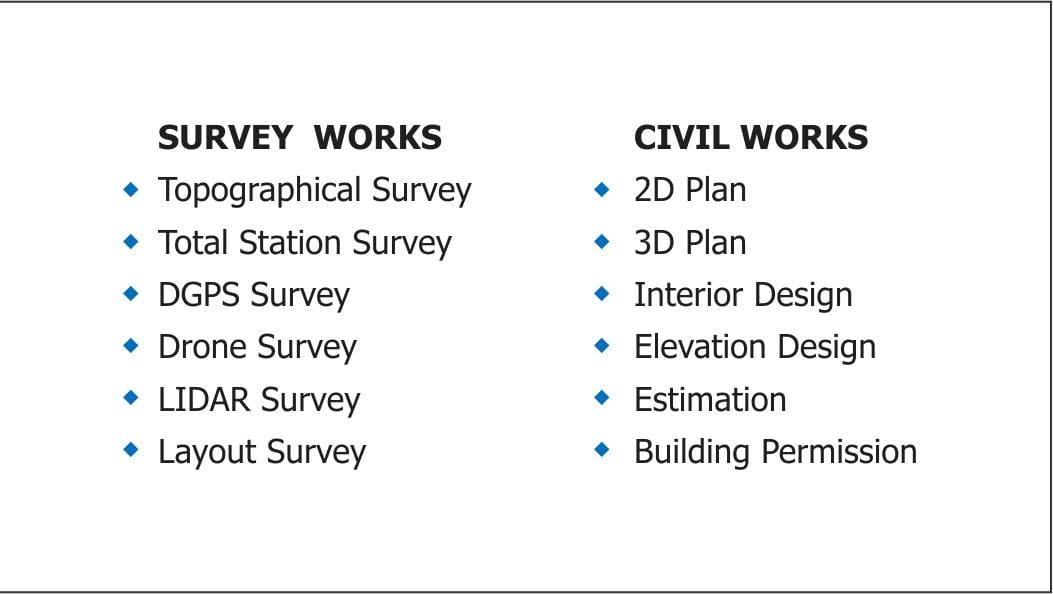 SURVEY WORKS
Topographical Survey
Total Station Survey
DGPS Survey
Drone Survey
LIDAR Survey
Layout Survey
CIVIL WORKS
2D Plan
3D Plan
Interior Design
Elevation Design
Estimation
Building Permission